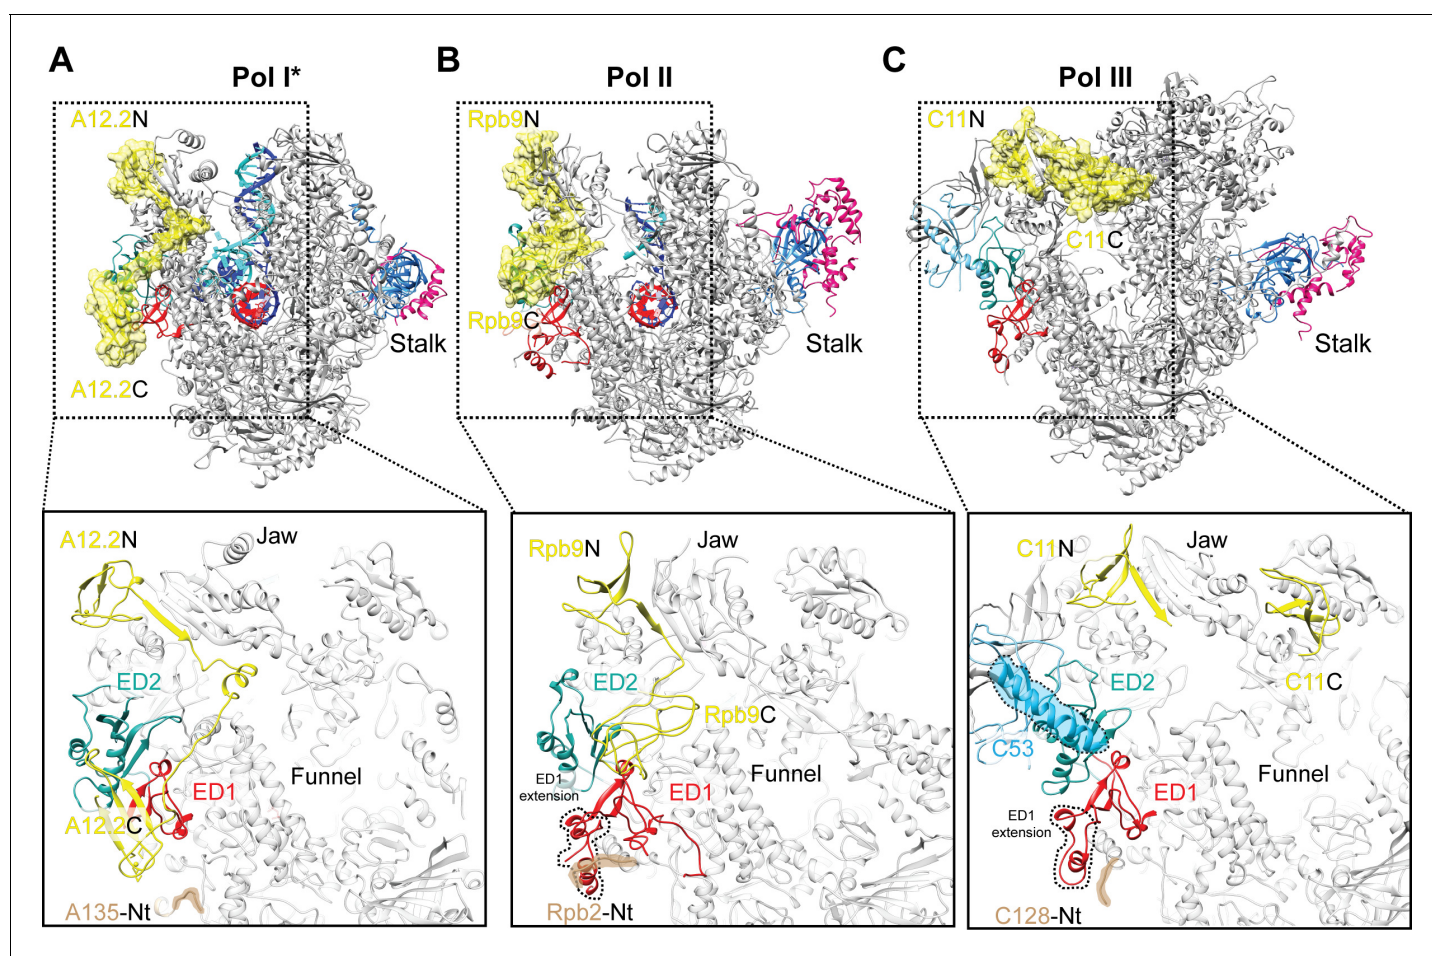 A
Pol I*
A12.2N
A12.2C
Stalk
B
Pol II
Rpb9N
Rpb9C
Stalk
C
Pol III
C11N
C11C
Stalk
A12.2N
Jaw
ED2
Funnel
ED1
A12.2C
A135-Nt
Rpb9N
Jaw
ED2
Rpb9C
Funnel
ED1
extension
ED1
Rpb2-Nt
C11N
Jaw
ED2
C11C
C53
Funnel
ED1
ED1
extension
C128-Nt